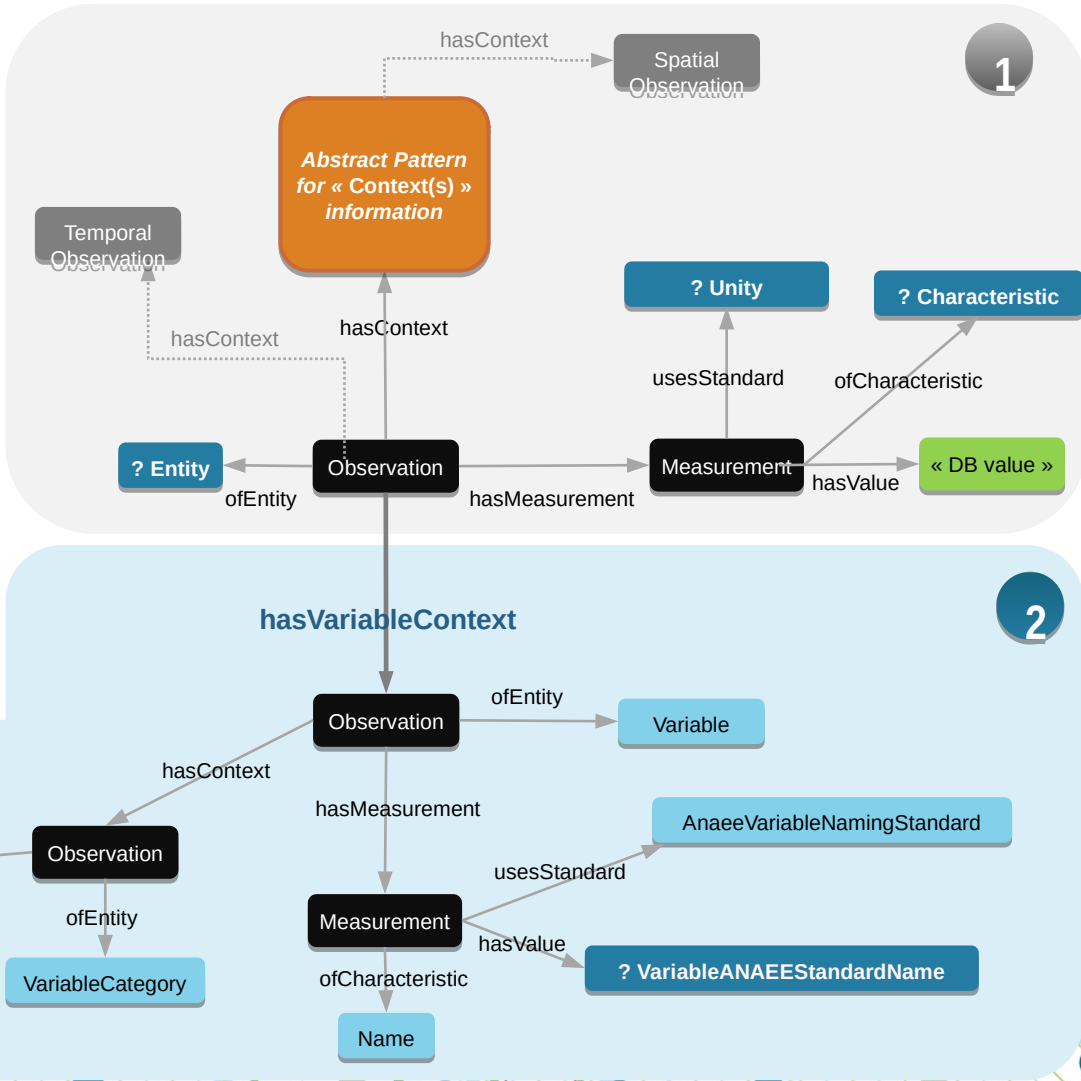 hasContext
Spatial
Observation
1
Abstract Pattern
for « Context(s) »
information
Temporal
Observation
? Unity
? Characteristic
hasContext
hasContext
usesStandard
ofCharacteristic
? Entity
Observation
Measurement
« DB value »
ofEntity
hasMeasurement
hasValue
hasVariableContext
2
Observation
ofEntity
Variable
hasContext
hasMeasurement
AnaeeVariableNamingStandard
Observation
usesStandard
ofEntity
Measurement
hasValue
VariableCategory
ofCharacteristic
? VariableANAEEStandardName
Name